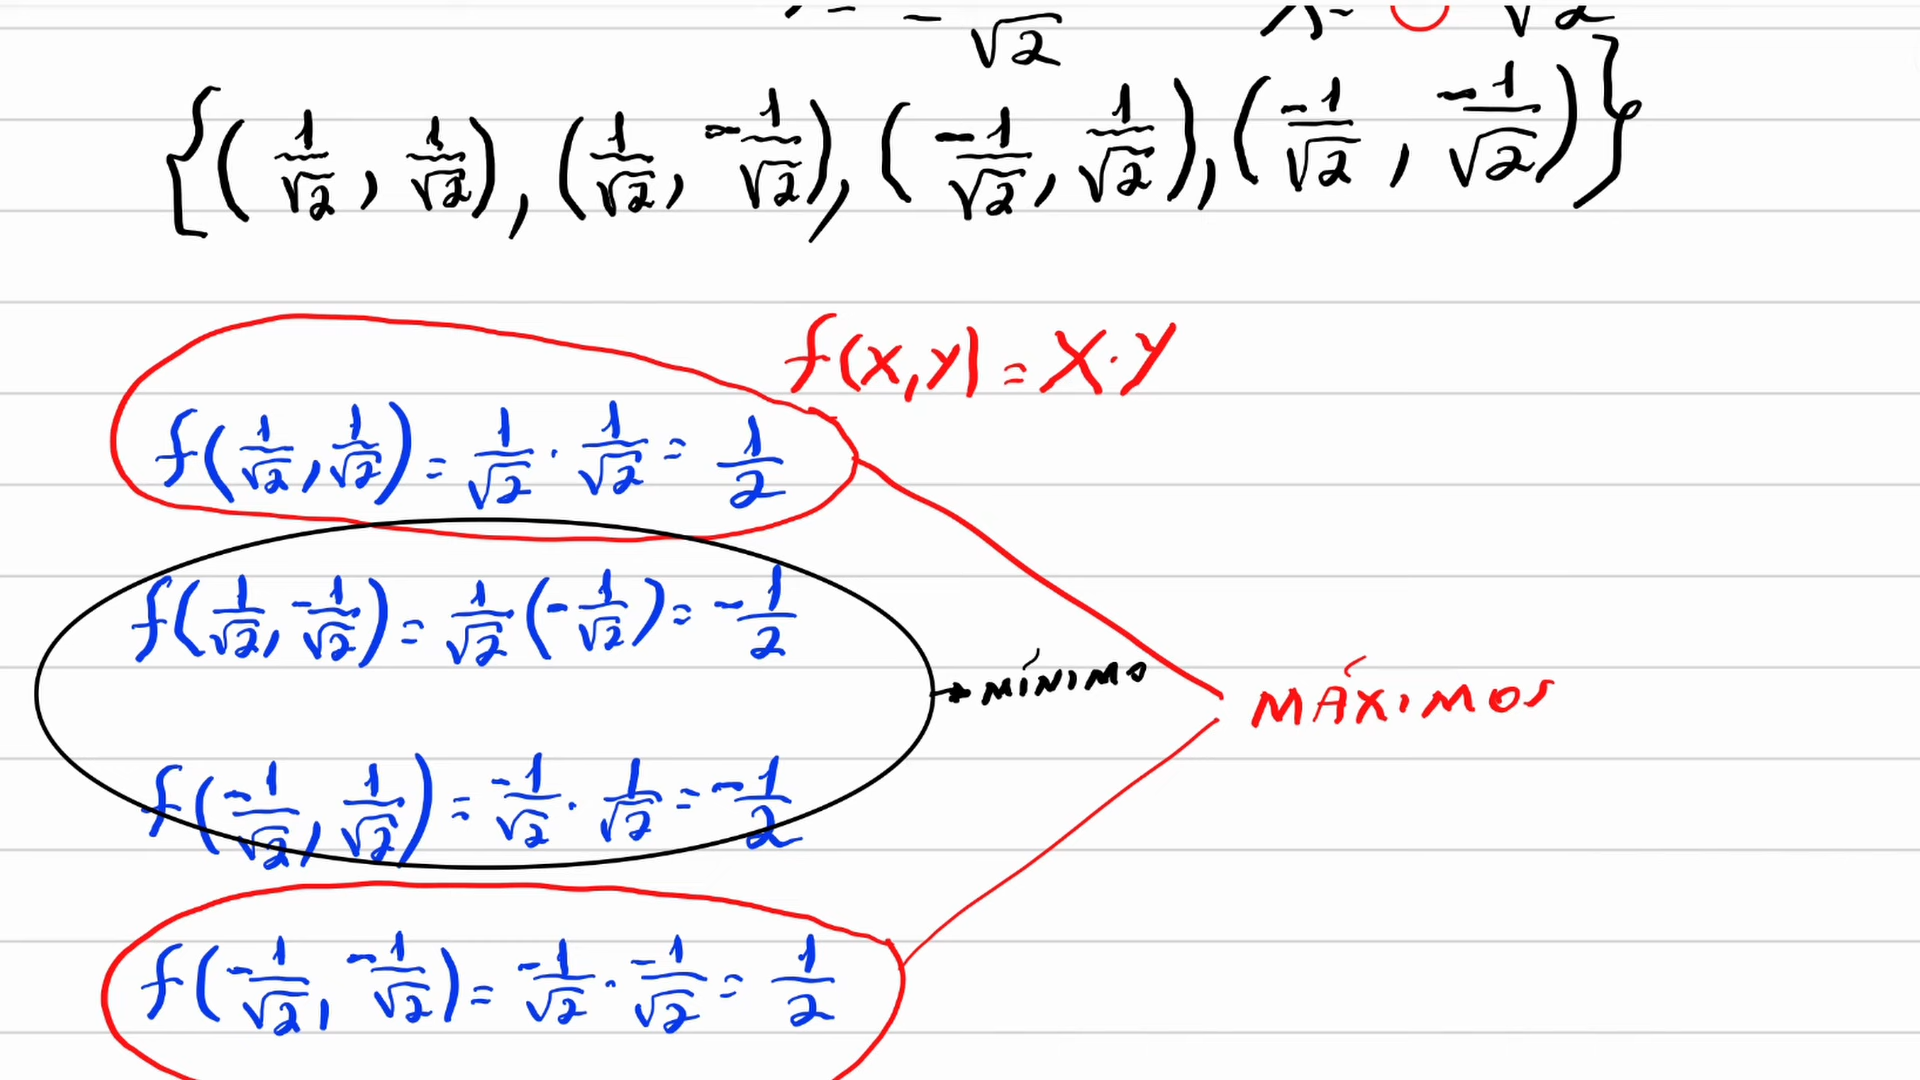 √2
{(1/√2, 1/√2), (1/√2, -1/√2), (-1/√2, 1/√2), (-1/√2, -1/√2)}
f(x,y) = x·y
f(1/√2, 1/√2) = 1/√2 · 1/√2 = 1/2
f(1/√2, -1/√2) = 1/√2 (-1/√2) = -1/2
MÍNIMO
MÁXIMOS
f(-1/√2, 1/√2) = -1/√2 · 1/√2 = -1/2
f(-1/√2, -1/√2) = -1/√2 · -1/√2 = 1/2